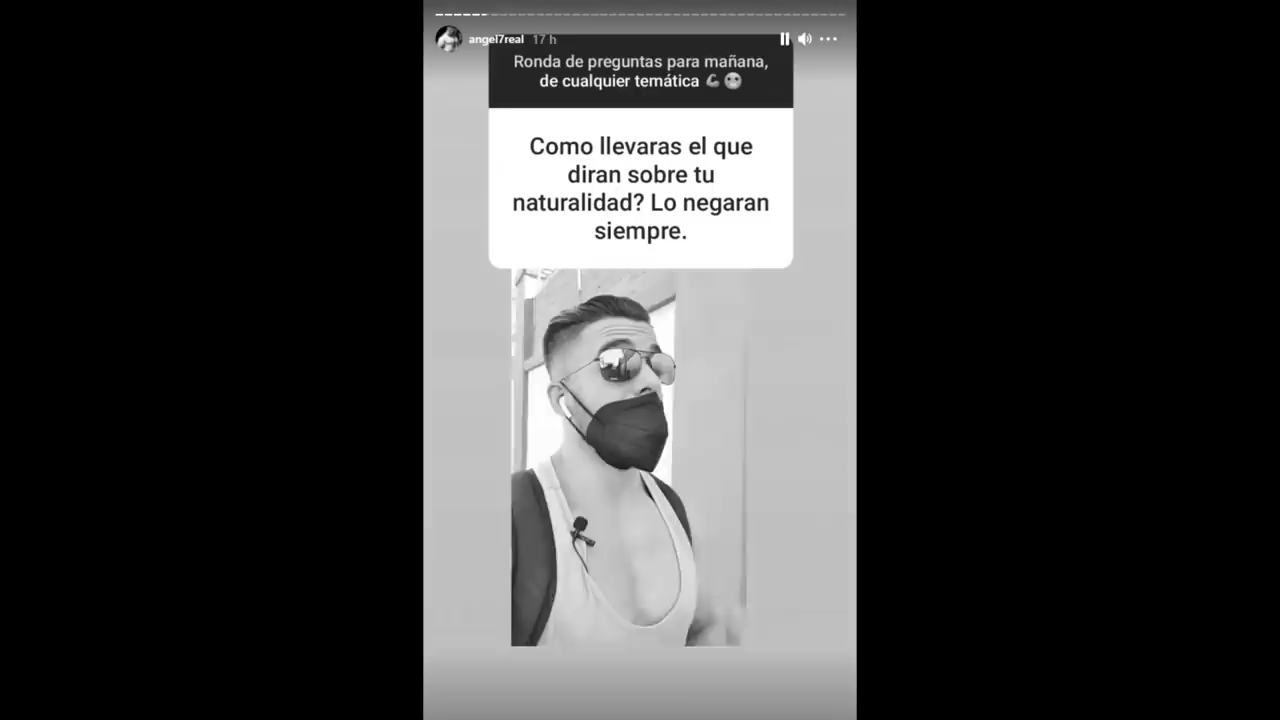 angel7real 17 h
Ronda de preguntas para mañana,
de cualquier temática 💪😷
Como llevaras el que
diran sobre tu
naturalidad? Lo negaran
siempre.